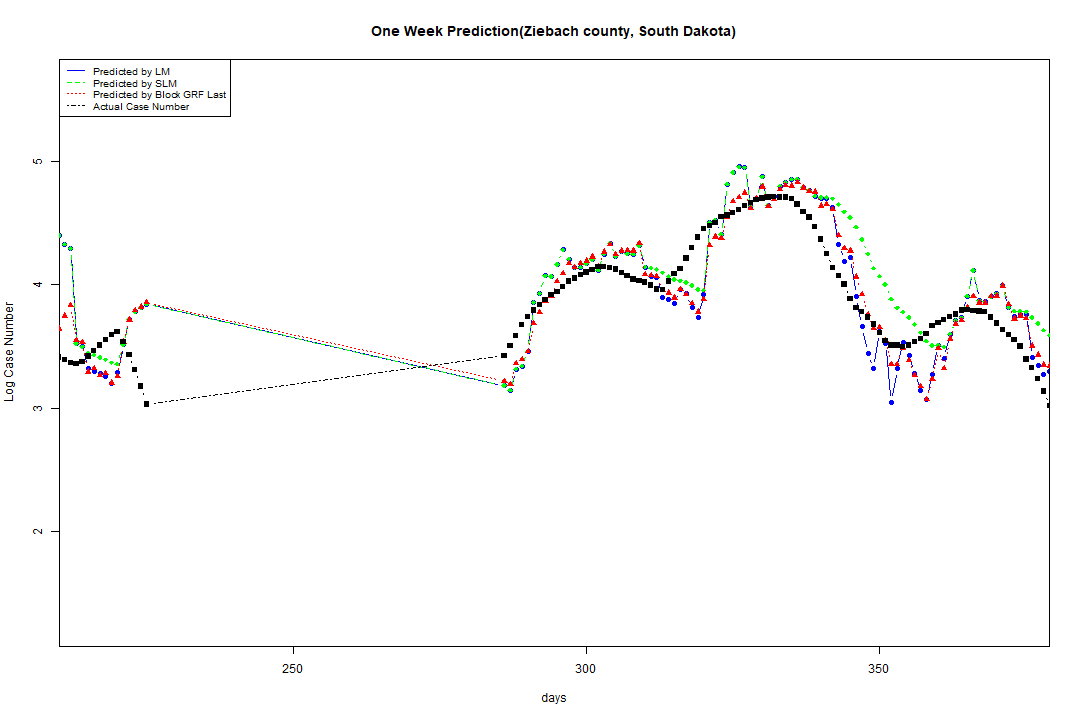 One Week Prediction(Ziebach county, South Dakota)
Predicted by LM
Predicted by SLM
Predicted by Block GRF Last
Actual Case Number
Log Case Number
5
4
3
2
250
300
350
days